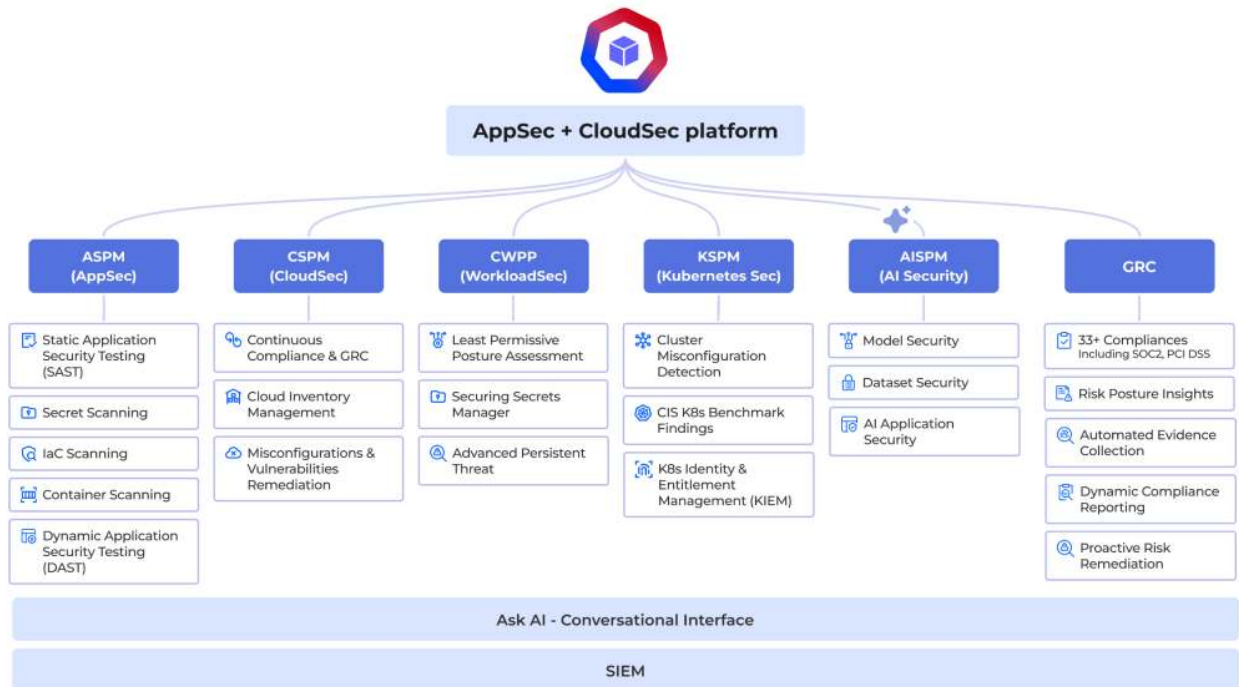 AppSec + CloudSec platform
ASPM
(AppSec)
Static Application
Security Testing
(SAST)
Secret Scanning
IaC Scanning
Container Scanning
Dynamic Application
Security Testing
(DAST)
CSPM
(CloudSec)
Continuous
Compliance & GRC
Cloud Inventory
Management
Misconfigurations &
Vulnerabilities
Remediation
CWPP
(WorkloadSec)
Least Permissive
Posture Assessment
Securing Secrets
Manager
Advanced Persistent
Threat
KSPM
(Kubernetes Sec)
Cluster
Misconfiguration
Detection
CIS K8s Benchmark
Findings
K8s Identity &
Entitlement
Management (KIEM)
AISPM
(AI Security)
Model Security
Dataset Security
AI Application
Security
GRC
33+ Compliances
Including SOC2, PCI DSS
Risk Posture Insights
Automated Evidence
Collection
Dynamic Compliance
Reporting
Proactive Risk
Remediation
Ask AI - Conversational Interface
SIEM